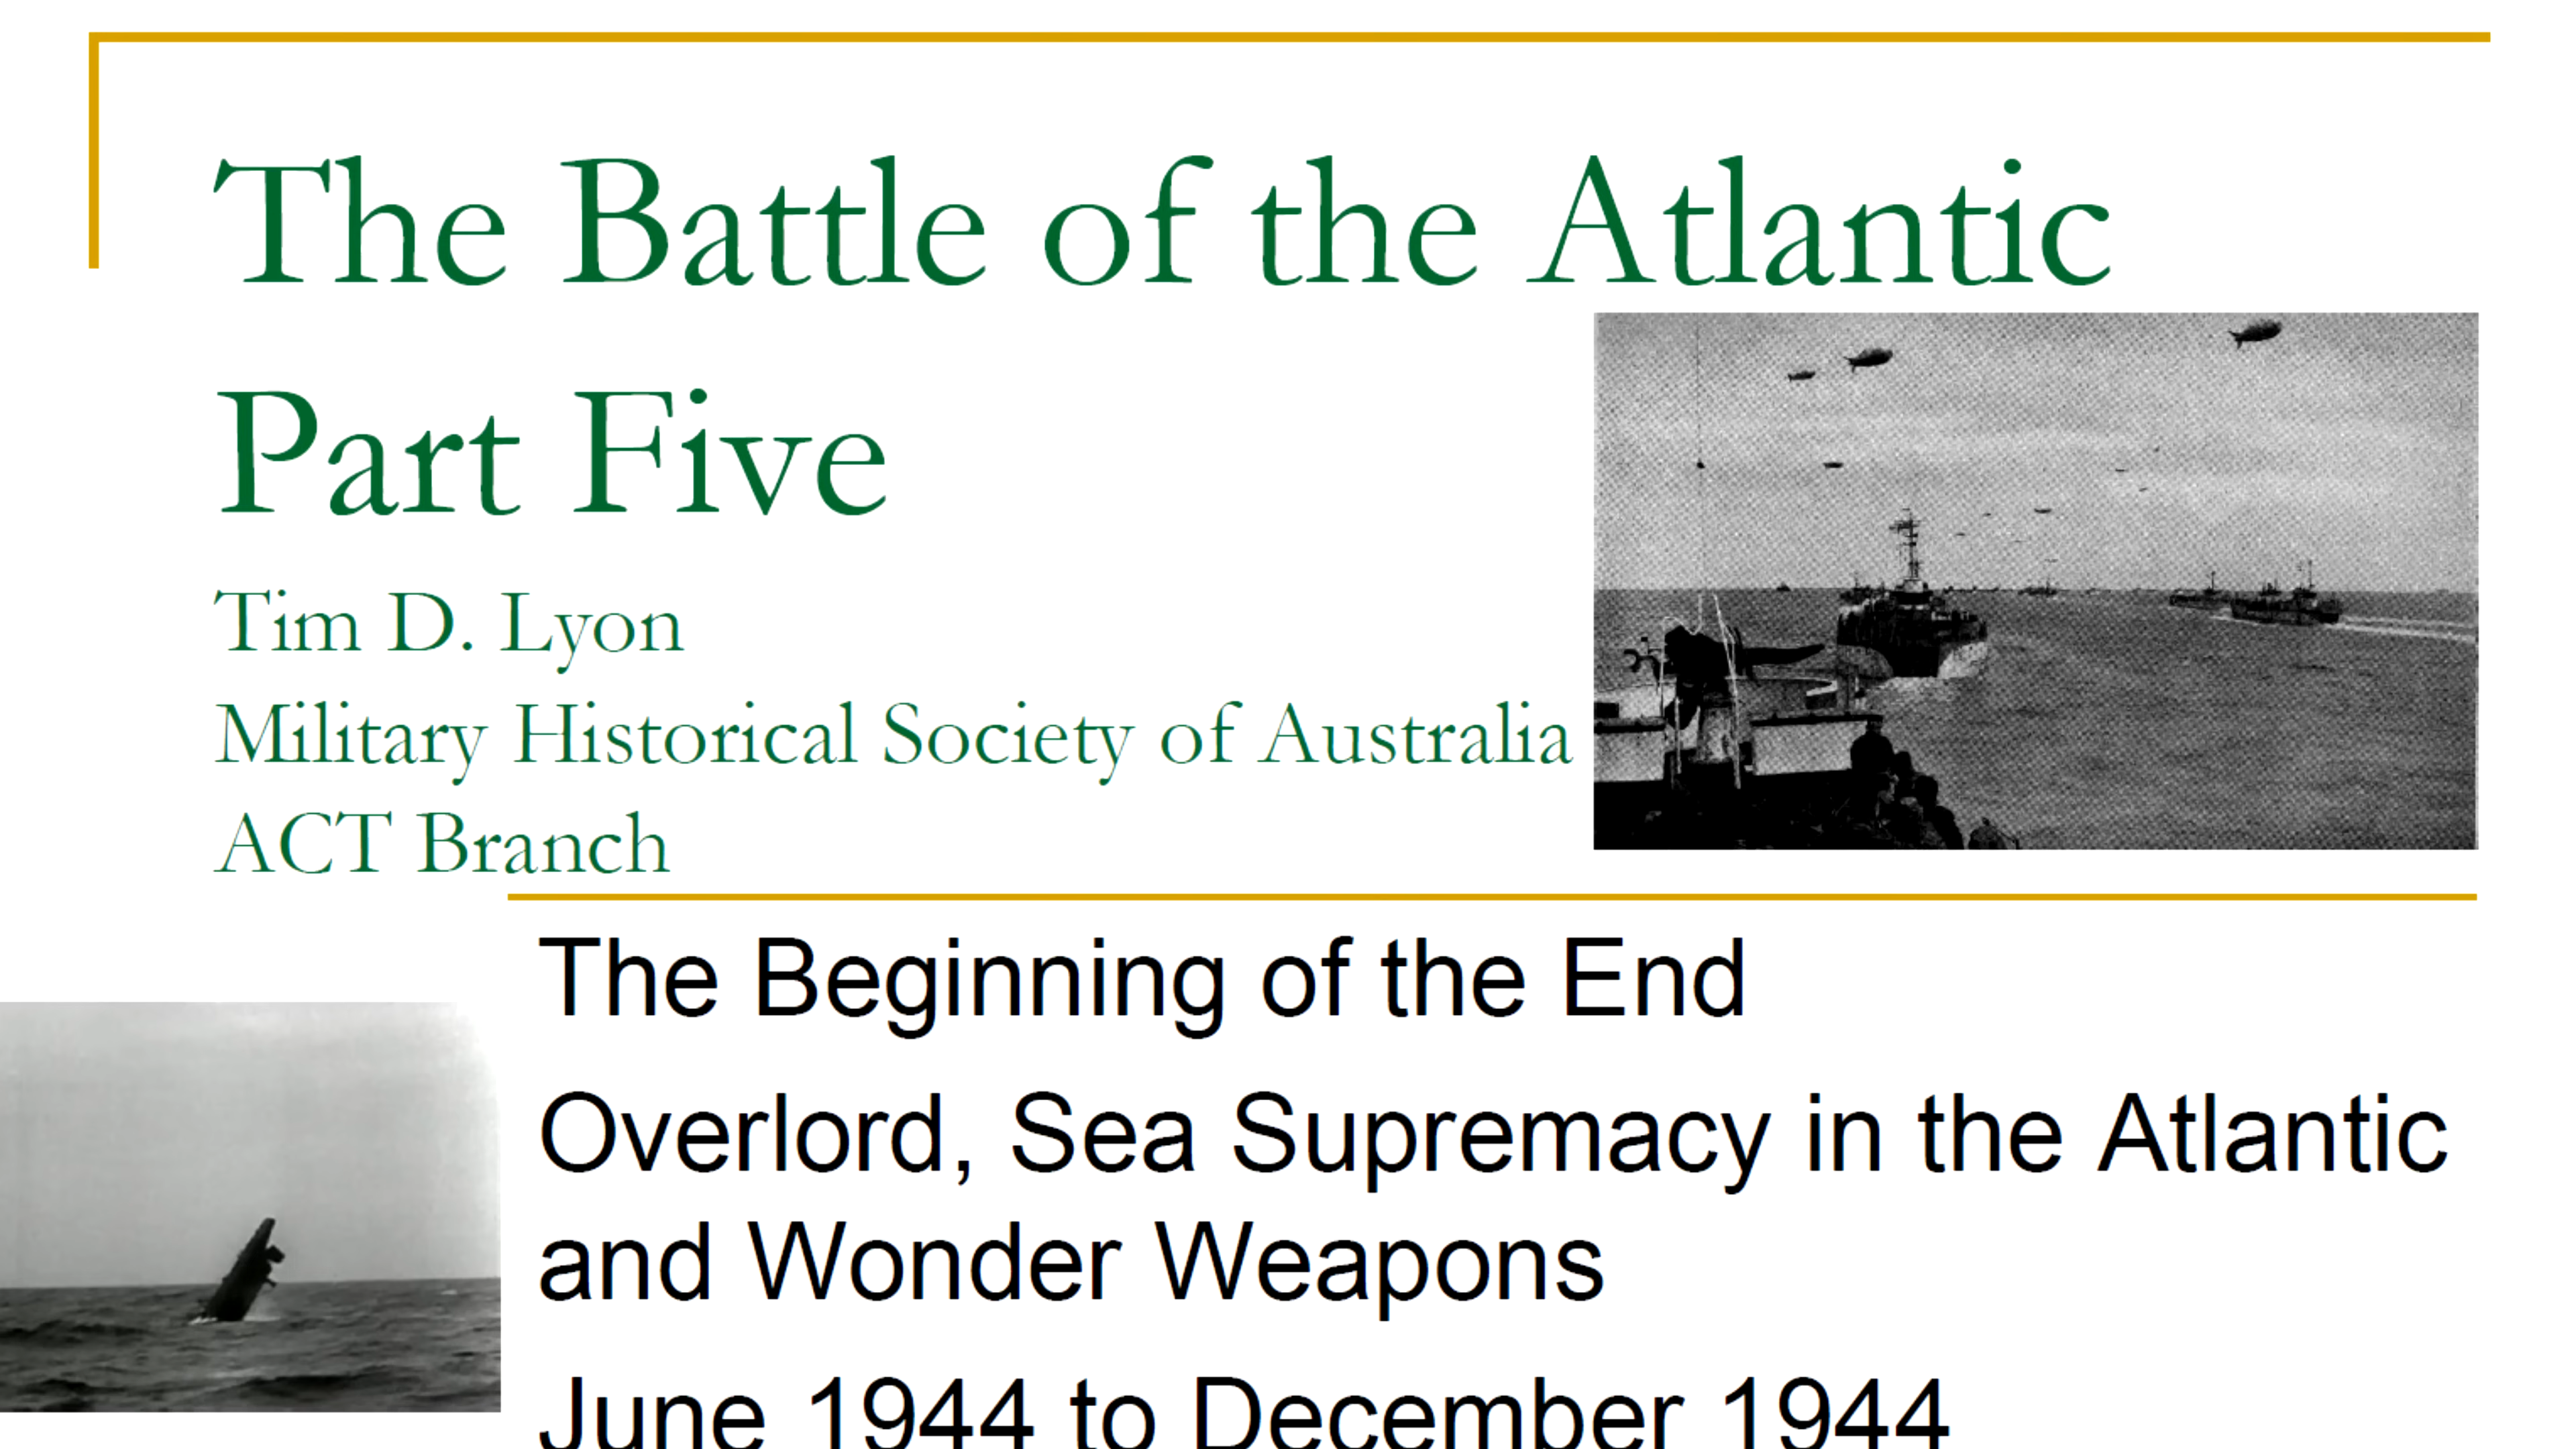 The Battle of the Atlantic
Part Five
Tim D. Lyon
Military Historical Society of Australia
ACT Branch
The Beginning of the End
Overlord, Sea Supremacy in the Atlantic
and Wonder Weapons
June 1944 to December 1944